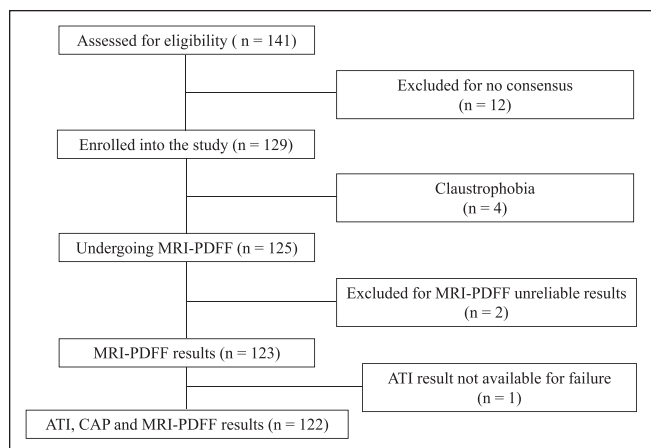 Assessed for eligibility ( n = 141)
Excluded for no consensus
(n = 12)
Enrolled into the study (n = 129)
Claustrophobia
(n = 4)
Undergoing MRI-PDFF (n = 125)
Excluded for MRI-PDFF unreliable results
(n = 2)
MRI-PDFF results (n = 123)
ATI result not available for failure
(n = 1)
ATI, CAP and MRI-PDFF results (n = 122)